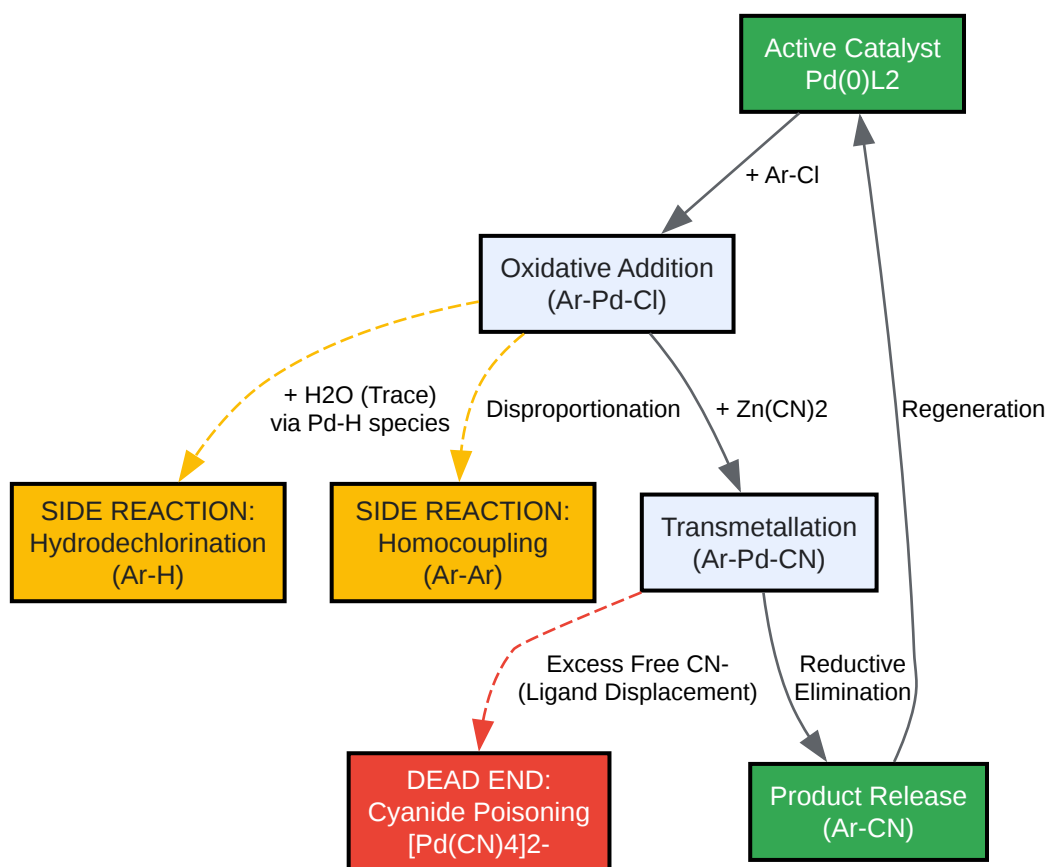 Active Catalyst
Pd(0)L2
+ Ar-Cl
Oxidative Addition
(Ar-Pd-Cl)
+ H2O (Trace)
via Pd-H species
Disproportionation
+ Zn(CN)2
Regeneration
SIDE REACTION:
Hydrodechlorination
(Ar-H)
SIDE REACTION:
Homocoupling
(Ar-Ar)
Transmetallation
(Ar-Pd-CN)
Excess Free CN-
(Ligand Displacement)
Reductive
Elimination
DEAD END:
Cyanide Poisoning
[Pd(CN)4]2-
Product Release
(Ar-CN)